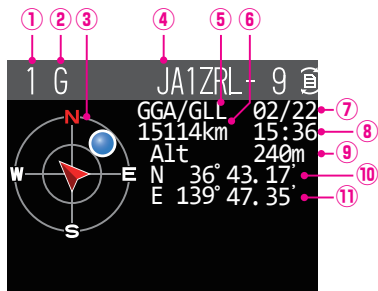 ① ② ③ ④ ⑤ ⑥
1 G JA1ZRL- 9
N GGA/GLL 02/22 ⑦
15114km 15:36 ⑧
Alt 240m ⑨
W E N 36° 43.17' ⑩
E 139° 47.35' ⑪
S